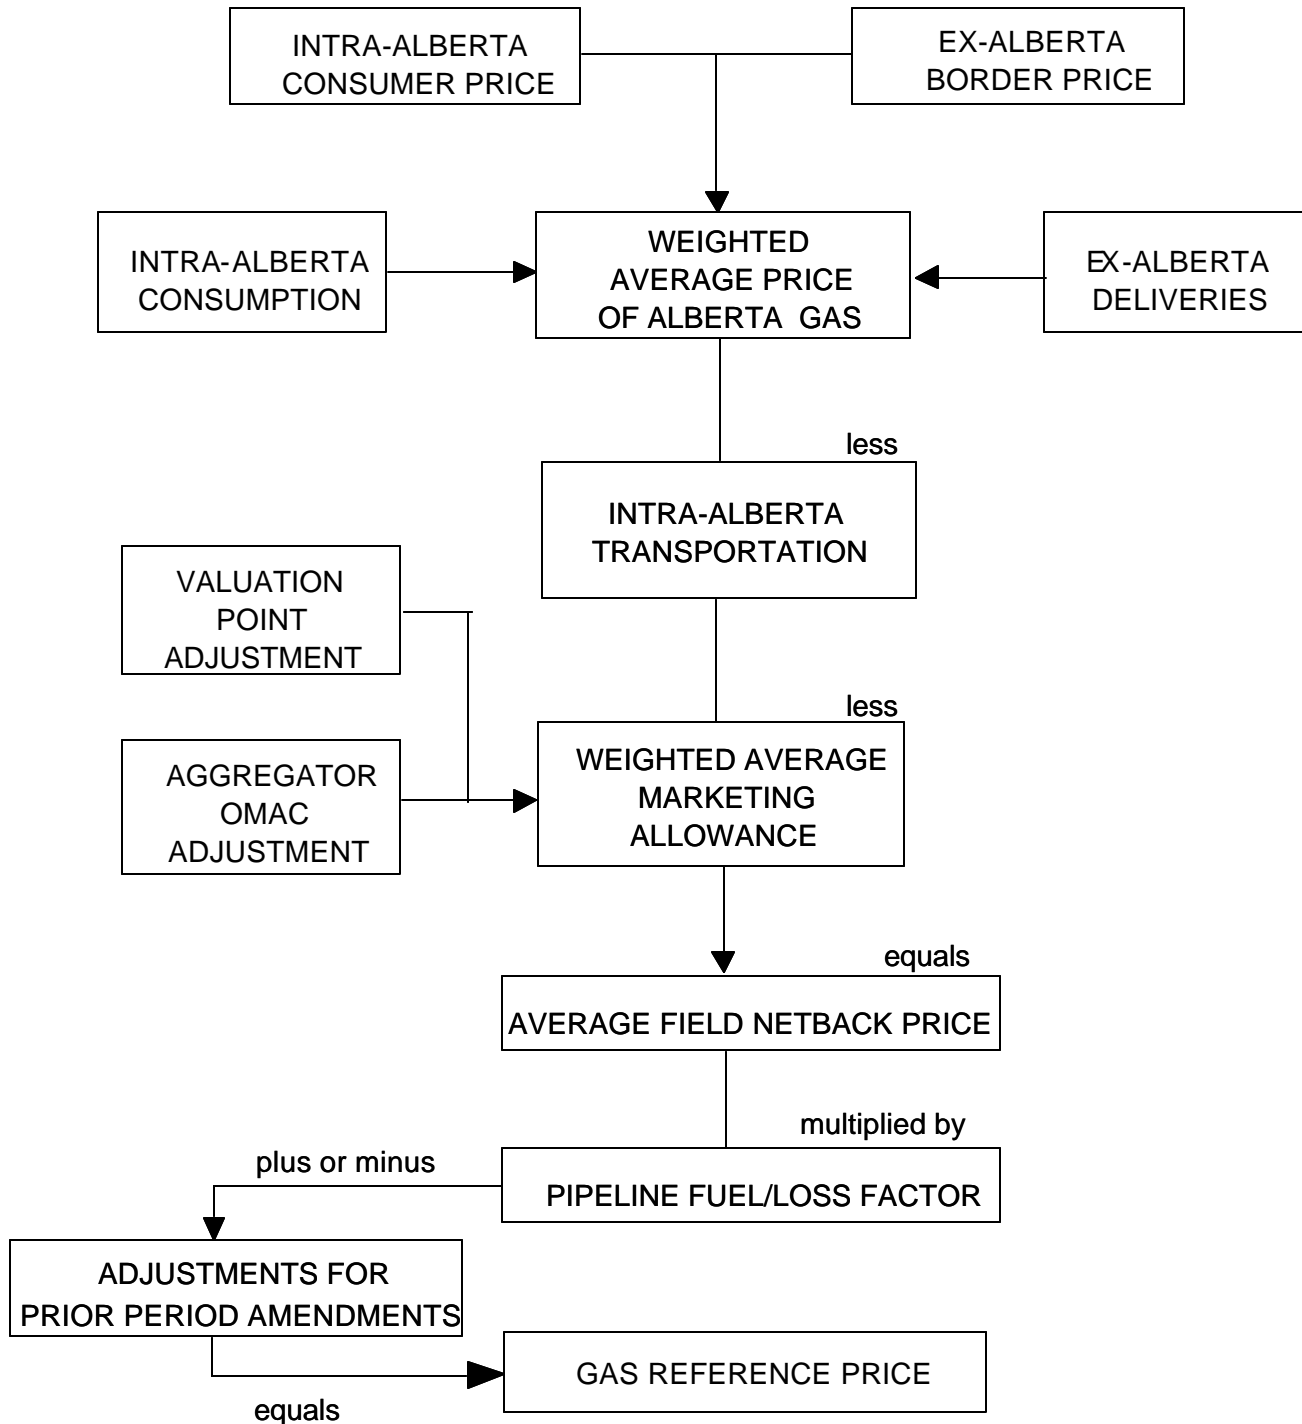 INTRA-ALBERTA
CONSUMER PRICE
EX-ALBERTA
BORDER PRICE
INTRA-ALBERTA
CONSUMPTION
WEIGHTED
AVERAGE PRICE
OF ALBERTA GAS
EX-ALBERTA
DELIVERIES
less
INTRA-ALBERTA
TRANSPORTATION
VALUATION
POINT
ADJUSTMENT
less
WEIGHTED AVERAGE
MARKETING
ALLOWANCE
AGGREGATOR
OMAC
ADJUSTMENT
equals
AVERAGE FIELD NETBACK PRICE
multiplied by
PIPELINE FUEL/LOSS FACTOR
plus or minus
ADJUSTMENTS FOR
PRIOR PERIOD AMENDMENTS
GAS REFERENCE PRICE
equals